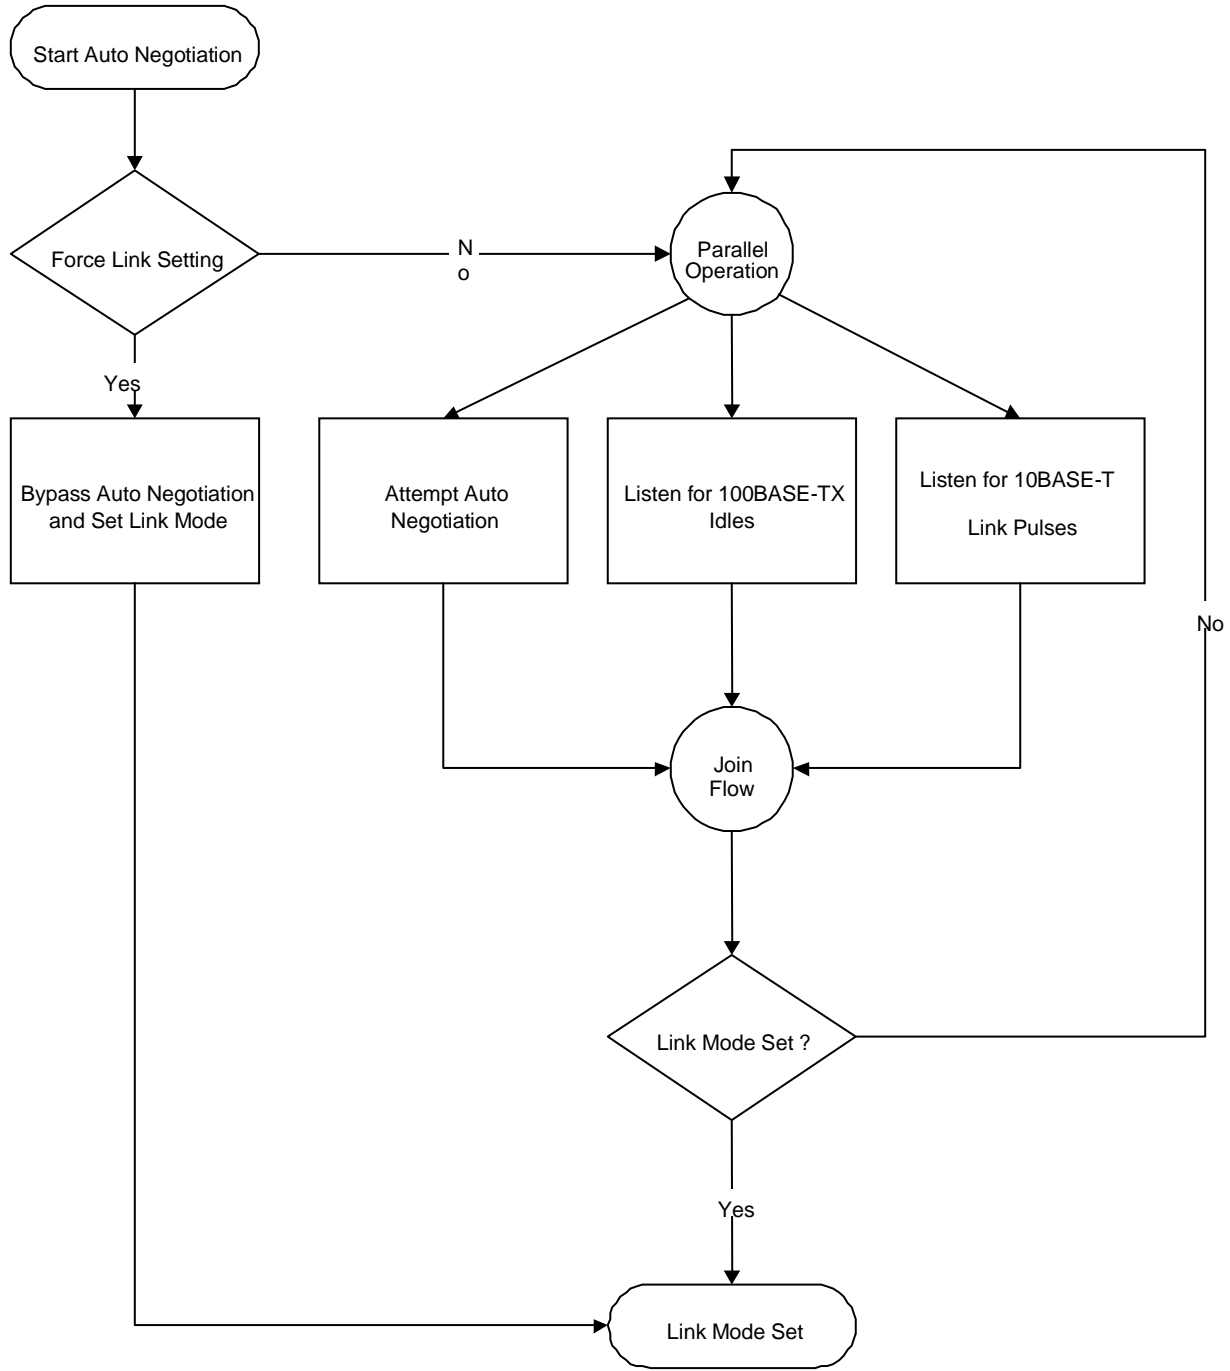 Start Auto Negotiation
Force Link Setting
N
o
Parallel
Operation
Yes
Bypass Auto Negotiation
and Set Link Mode
Attempt Auto
Negotiation
Listen for 100BASE-TX
Idles
Listen for 10BASE-T
Link Pulses
No
Join
Flow
Link Mode Set ?
Yes
Link Mode Set